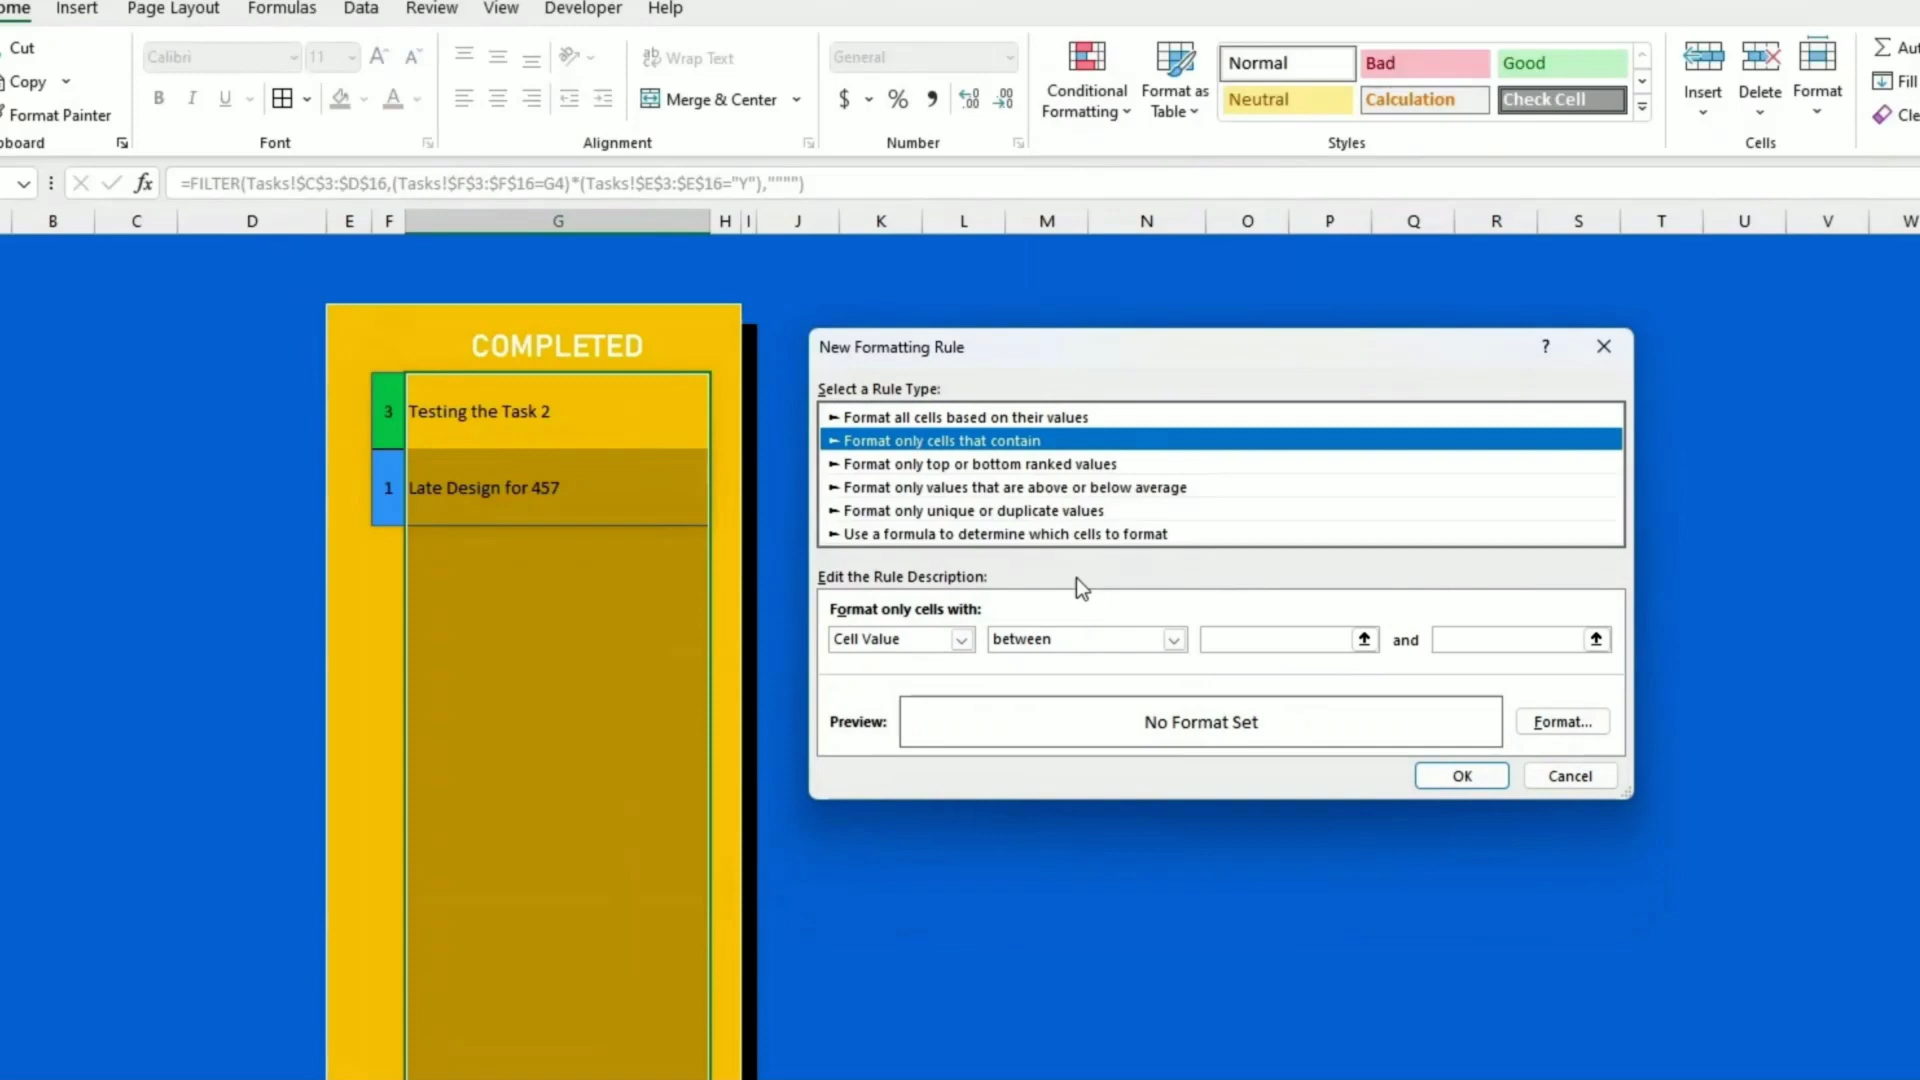 ome Insert Page Layout Formulas Data Review View Developer Help
Cut
Copy
Format Painter
board
Calibri 11
B I U
Font
Wrap Text
Merge & Center
Alignment
General
$ % 9 .00 .00
Number
Conditional Formatting
Format as Table
Normal Bad Good
Neutral Calculation Check Cell
Styles
Insert Delete Format
Cells
Σ Aut
Fill
Cle
fx =FILTER(Tasks!$C$3:$D$16,(Tasks!$F$3:$F$16=G4)*(Tasks!$E$3:$E$16="Y"),"""")
B C D E F G H I J K L M N O P Q R S T U V W
COMPLETED
3 Testing the Task 2
1 Late Design for 457
New Formatting Rule ?
Select a Rule Type:
► Format all cells based on their values
► Format only cells that contain
► Format only top or bottom ranked values
► Format only values that are above or below average
► Format only unique or duplicate values
► Use a formula to determine which cells to format
Edit the Rule Description:
Format only cells with:
Cell Value between and
Preview: No Format Set Format...
OK Cancel